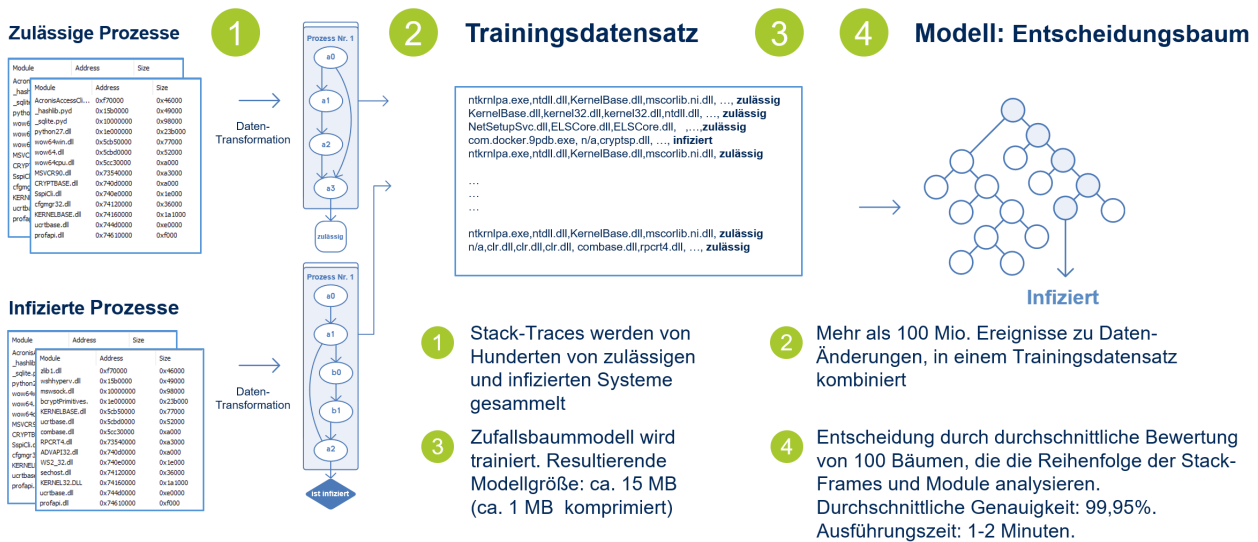 Zulässige Prozesse
1
2
Trainingsdatensatz
3
4
Modell: Entscheidungsbaum
Module Address Size
Module Address Size
AcronisAccessCli... 0xf70000 0x46000
_hashlib.pyd 0x15b0000 0x49000
_sqlite.pyd 0x10000000 0x98000
python27.dll 0x1e000000 0x23b000
wow64win.dll 0x5cb50000 0x77000
wow64.dll 0x5cbd0000 0x52000
wow64cpu.dll 0x5cc30000 0xa000
MSVCR90.dll 0x73540000 0xa3000
CRYPTBASE.dll 0x740d0000 0xa000
SspiCli.dll 0x740e0000 0x1e000
cfgmgr32.dll 0x74120000 0x36000
KERNELBASE.dll 0x74160000 0x1a1000
ucrtbase.dll 0x744d0000 0xe0000
profapi.dll 0x74610000 0xf000
Daten-
Transformation
Prozess Nr. 1
a0
a1
a2
a3
zulässig
ntkrnlpa.exe,ntdll.dll,KernelBase.dll,mscorlib.ni.dll, ..., zulässig
KernelBase.dll,kernel32.dll,kernel32.dll,ntdll.dll, ..., zulässig
NetSetupSvc.dll,ELSCore.dll,ELSCore.dll, ,...,zulässig
com.docker.9pdb.exe, n/a,cryptsp.dll, ..., infiziert
ntkrnlpa.exe,ntdll.dll,KernelBase.dll,mscorlib.ni.dll, zulässig
...
...
...
ntkrnlpa.exe,ntdll.dll,KernelBase.dll,mscorlib.ni.dll, zulässig
n/a,clr.dll,clr.dll,clr.dll, combase.dll,rpcrt4.dll, ..., zulässig
Infiziert
Infizierte Prozesse
Module Address Size
Module Address Size
zlib1.dll 0xf70000 0x46000
wshhyperv.dll 0x15b0000 0x49000
mswsock.dll 0x10000000 0x98000
bcryptPrimitives. 0x1e000000 0x23b000
KERNELBASE.dll 0x5cb50000 0x77000
ucrtbase.dll 0x5cbd0000 0x52000
combase.dll 0x5cc30000 0xa000
RPCRT4.dll 0x73540000 0xa3000
ADVAPI32.dll 0x740d0000 0xa000
WS2_32.dll 0x740e0000 0x1e000
sechost.dll 0x74120000 0x36000
KERNEL32.DLL 0x74160000 0x1a1000
ucrtbase.dll 0x744d0000 0xe0000
profapi.dll 0x74610000 0xf000
Daten-
Transformation
Prozess Nr. 1
a0
a1
b0
b1
a2
ist infiziert
1
Stack-Traces werden von
Hunderten von zulässigen
und infizierten Systeme
gesammelt
2
Mehr als 100 Mio. Ereignisse zu Daten-
Änderungen, in einem Trainingsdatensatz
kombiniert
3
Zufallsbaummodell wird
trainiert. Resultierende
Modellgröße: ca. 15 MB
(ca. 1 MB komprimiert)
4
Entscheidung durch durchschnittliche Bewertung
von 100 Bäumen, die die Reihenfolge der Stack-
Frames und Module analysieren.
Durchschnittliche Genauigkeit: 99,95%.
Ausführungszeit: 1-2 Minuten.